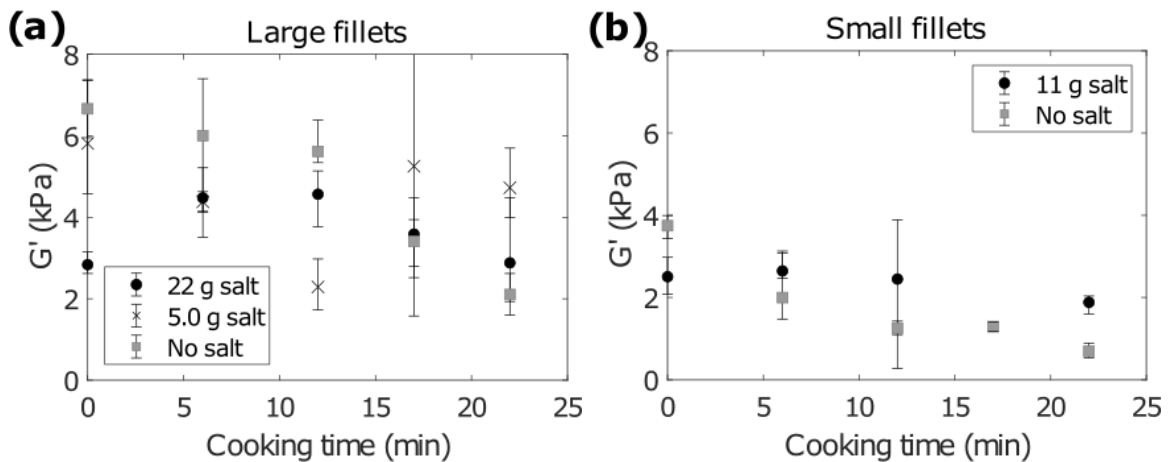 (a)
Large fillets
8
6
4
2
0
G' (kPa)
22 g salt
5.0 g salt
No salt
0 5 10 15 20 25
Cooking time (min)
(b)
Small fillets
8
6
4
2
0
G' (kPa)
11 g salt
No salt
0 5 10 15 20 25
Cooking time (min)